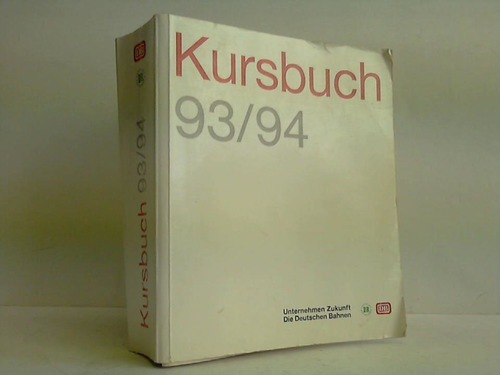 Kursbuch
93/94
Unternehmen Zukunft
Die Deutschen Bahnen
DB
Kursbuch 93/94
DB